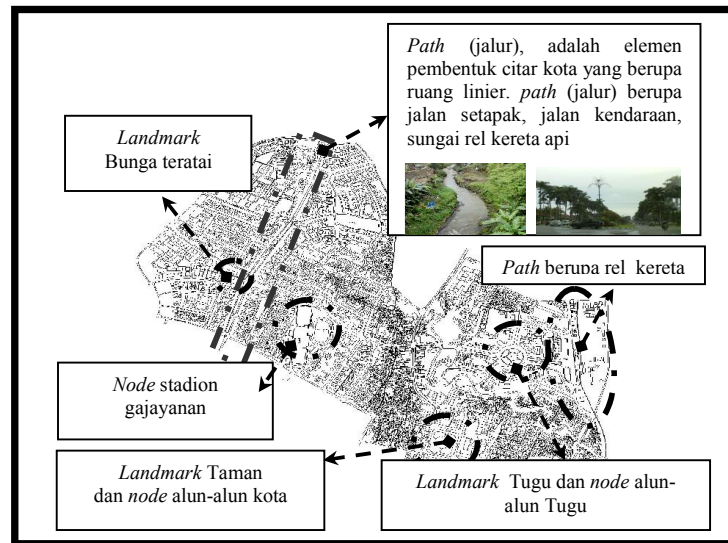 Path (jalur), adalah elemen
pembentuk citar kota yang berupa
ruang linier. path (jalur) berupa
jalan setapak, jalan kendaraan,
sungai rel kereta api
Landmark
Bunga teratai
Path berupa rel kereta
Node stadion
gajayanan
Landmark Taman
dan node alun-alun kota
Landmark Tugu dan node alun-
alun Tugu